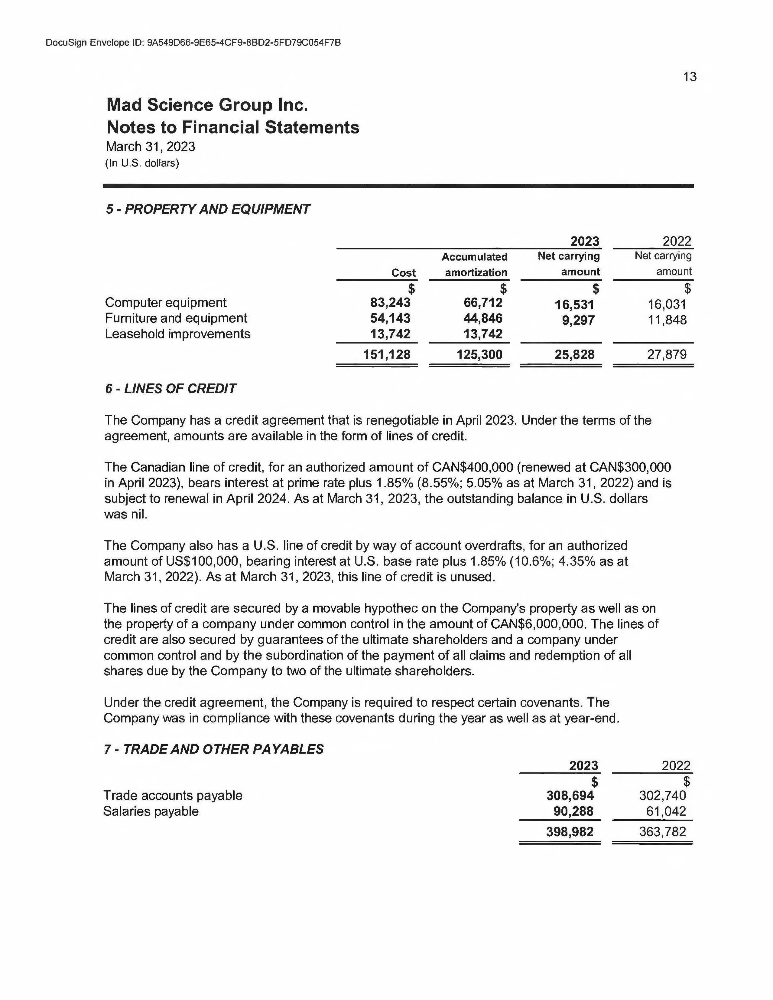 DocuSign Envelope ID: 9A549D66-9E65-4CF9-8BD2-5FD79C054F7B
13
Mad Science Group Inc.
Notes to Financial Statements
March 31, 2023
(In U.S. dollars)
5 - PROPERTY AND EQUIPMENT
2023 2022
Accumulated Net carrying Net carrying
Cost amortization amount amount
$ $ $ $
Computer equipment 83,243 66,712 16,531 16,031
Furniture and equipment 54,143 44,846 9,297 11,848
Leasehold improvements 13,742 13,742
151,128 125,300 25,828 27,879
6 - LINES OF CREDIT
The Company has a credit agreement that is renegotiable in April 2023. Under the terms of the
agreement, amounts are available in the form of lines of credit.
The Canadian line of credit, for an authorized amount of CAN$400,000 (renewed at CAN$300,000
in April 2023), bears interest at prime rate plus 1.85% (8.55%; 5.05% as at March 31, 2022) and is
subject to renewal in April 2024. As at March 31, 2023, the outstanding balance in U.S. dollars
was nil.
The Company also has a U.S. line of credit by way of account overdrafts, for an authorized
amount of US$100,000, bearing interest at U.S. base rate plus 1.85% (10.6%; 4.35% as at
March 31, 2022). As at March 31, 2023, this line of credit is unused.
The lines of credit are secured by a movable hypothec on the Company's property as well as on
the property of a company under common control in the amount of CAN$6,000,000. The lines of
credit are also secured by guarantees of the ultimate shareholders and a company under
common control and by the subordination of the payment of all claims and redemption of all
shares due by the Company to two of the ultimate shareholders.
Under the credit agreement, the Company is required to respect certain covenants. The
Company was in compliance with these covenants during the year as well as at year-end.
7 - TRADE AND OTHER PAYABLES
2023 2022
$ $
Trade accounts payable 308,694 302,740
Salaries payable 90,288 61,042
398,982 363,782